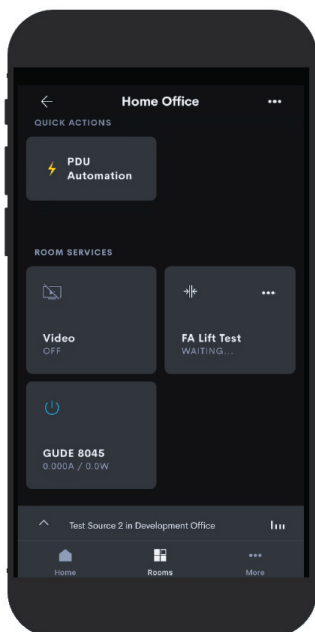 Home Office
QUICK ACTIONS
PDU
Automation
ROOM SERVICES
Video
OFF
FA Lift Test
WAITING...
GUDE 8045
0.000A / 0.0W
Test Source 2 in Development Office
Home
Rooms
More